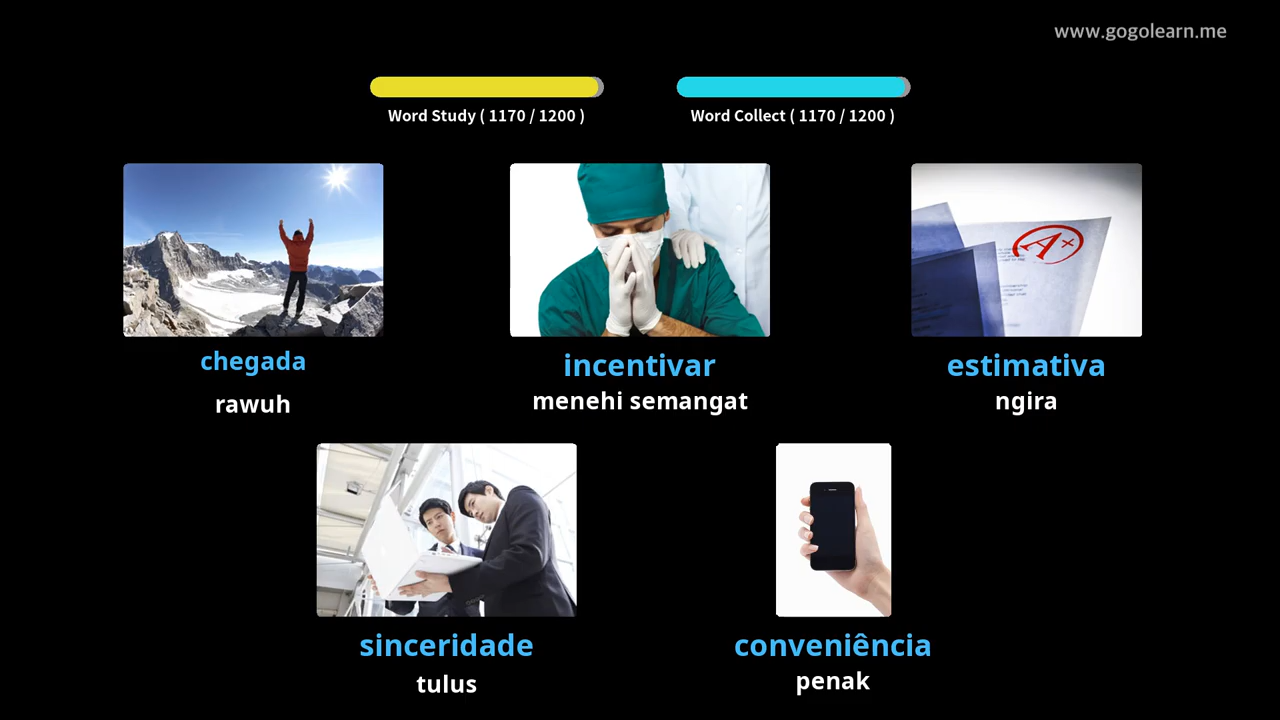 www.gogolearn.me
Word Study ( 1170 / 1200 )
Word Collect ( 1170 / 1200 )
A+
chegada
rawuh
incentivar
menehi semangat
estimativa
ngira
sinceridade
tulus
conveniência
penak